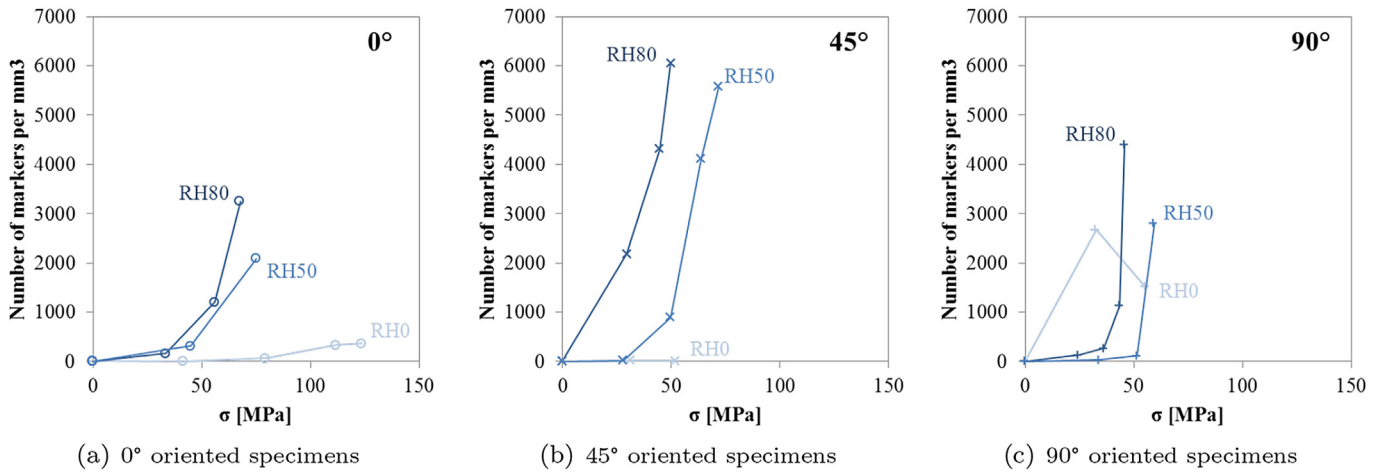 Number of markers per mm3
7000
6000
5000
4000
3000
2000
1000
0
0°
RH80
RH50
RH0
0 50 100 150
σ [MPa]
(a) 0° oriented specimens
Number of markers per mm3
7000
6000
5000
4000
3000
2000
1000
0
45°
RH80
RH50
RH0
0 50 100 150
σ [MPa]
(b) 45° oriented specimens
Number of markers per mm3
7000
6000
5000
4000
3000
2000
1000
0
90°
RH80
RH50
RH0
0 50 100 150
σ [MPa]
(c) 90° oriented specimens